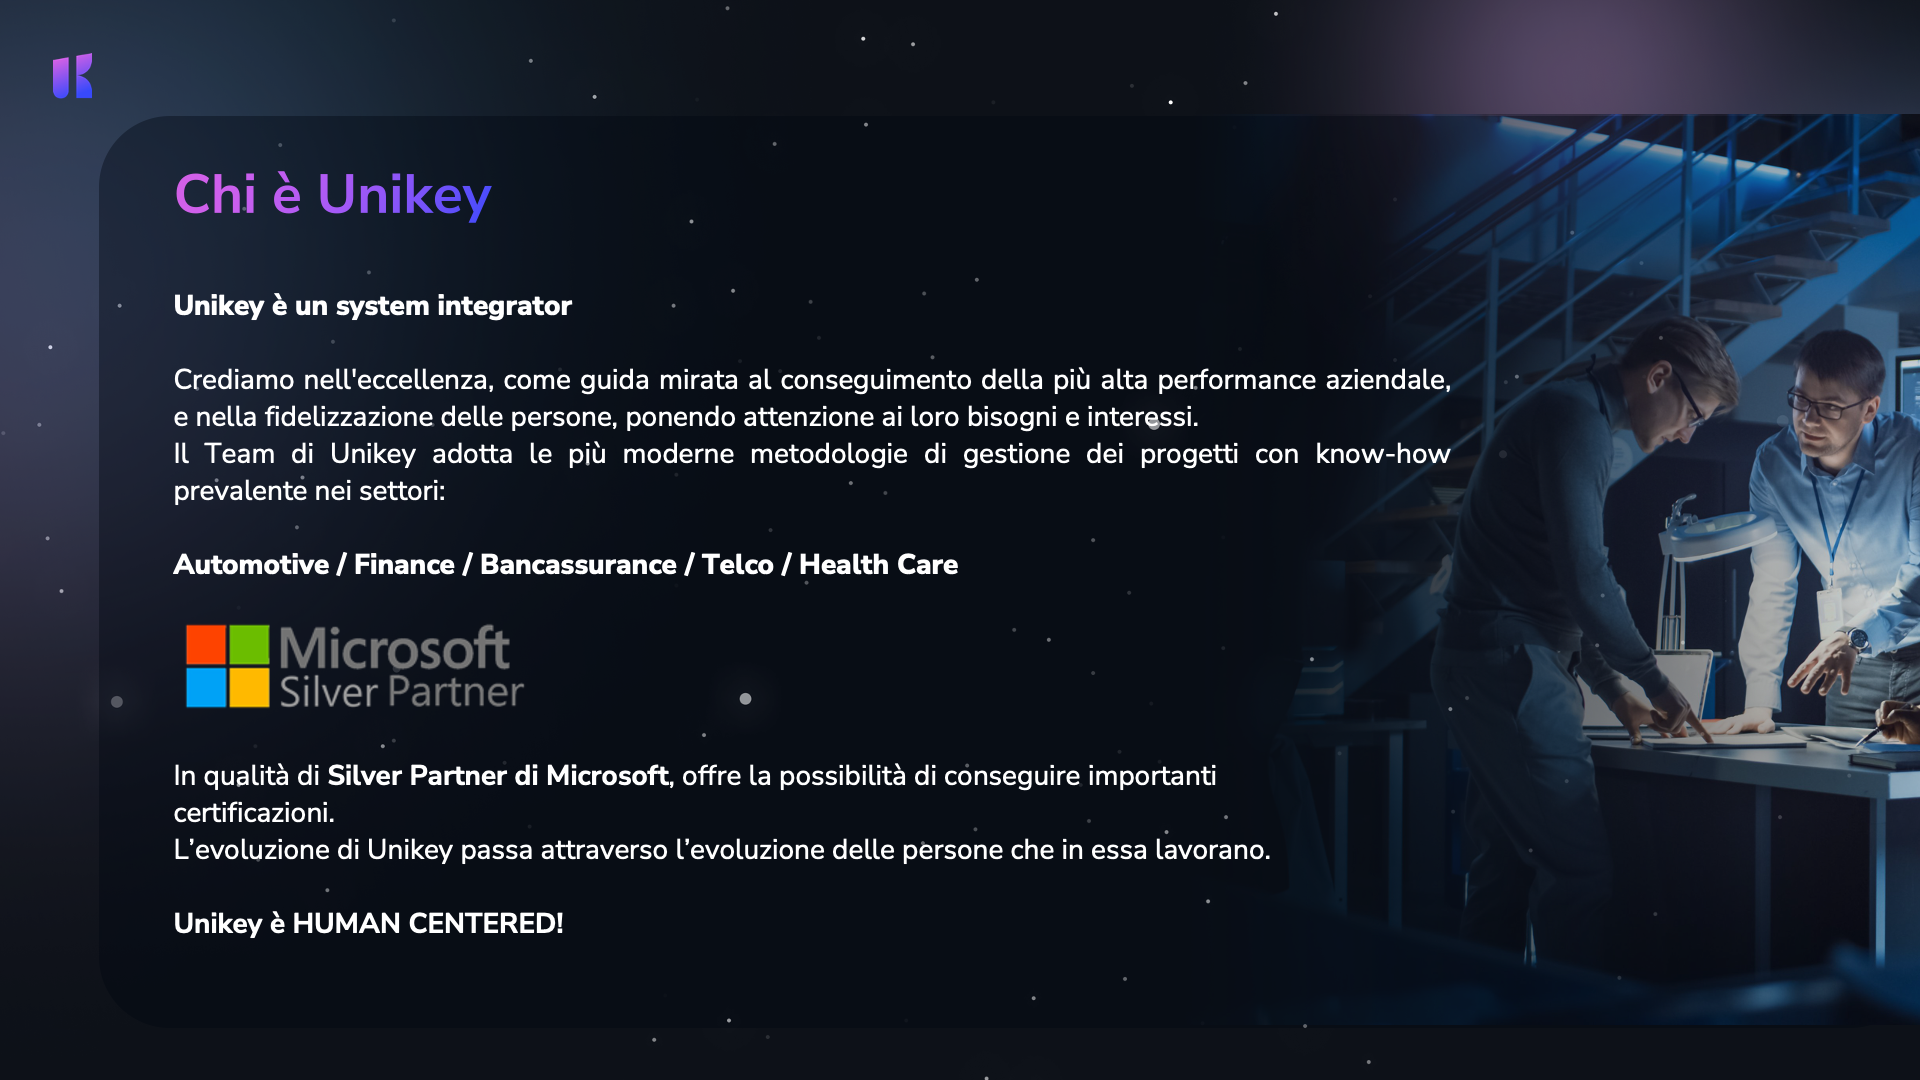 Chi è Unikey
Unikey è un system integrator
Crediamo nell'eccellenza, come guida mirata al conseguimento della più alta performance aziendale,
e nella fidelizzazione delle persone, ponendo attenzione ai loro bisogni e interessi.
Il Team di Unikey adotta le più moderne metodologie di gestione dei progetti con know-how
prevalente nei settori:
Automotive / Finance / Bancassurance / Telco / Health Care
Microsoft
Silver Partner
In qualità di Silver Partner di Microsoft, offre la possibilità di conseguire importanti
certificazioni.
L’evoluzione di Unikey passa attraverso l’evoluzione delle persone che in essa lavorano.
Unikey è HUMAN CENTERED!